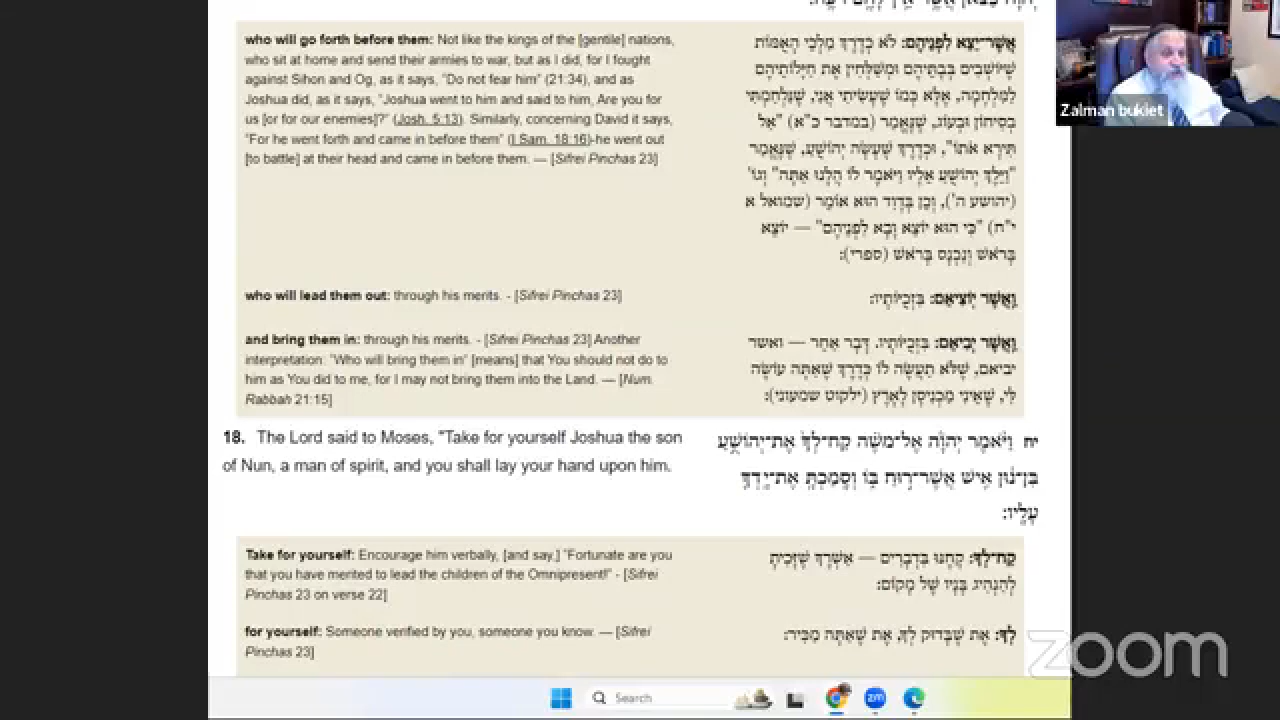 who will go forth before them: Not like the kings of the [gentile] nations,
who sit at home and send their armies to war, but as I did, for I fought
against Sihon and Og, as it says, "Do not fear him" (21:34), and as
Joshua did, as it says, "Joshua went to him and said to him, Are you for
us [or for our enemies]?" (Josh. 5:13). Similarly, concerning David it says,
"For he went forth and came in before them" (I Sam. 18:16)-he went out
[to battle] at their head and came in before them. — [Sifrei Pinchas 23]
אֲשֶׁר־יֵצֵא לִפְנֵיהֶם: לֹא כְדֶרֶךְ מַלְכֵי הָאֻמּוֹת
שֶׁיּוֹשְׁבִים בְּבָתֵּיהֶם וּמְשַׁלְּחִין אֶת חֵילוֹתֵיהֶם
לַמִּלְחָמָה, אֶלָּא כְּמוֹ שֶׁעָשִׂיתִי אֲנִי, שֶׁנִּלְחַמְתִּי
בְסִיחוֹן וּבְעוֹג, שֶׁנֶּאֱמַר (במדבר כ"א) "אַל
תִּירָא אֹתוֹ", וּכְדֶרֶךְ שֶׁעָשָׂה יְהוֹשֻׁעַ, שֶׁנֶּאֱמַר
"וַיֵּלֶךְ יְהוֹשֻׁעַ אֵלָיו וַיֹּאמֶר לוֹ הֲלָנוּ אַתָּה" וְגוֹ'
(יהושע ה'), וְכֵן בְּדָוִד הוּא אוֹמֵר (שמואל א
י"ח) "כִּי הוּא יוֹצֵא וָבָא לִפְנֵיהֶם" — יוֹצֵא
בָּרֹאשׁ וְנִכְנָס בָּרֹאשׁ (ספרי):
who will lead them out: through his merits. - [Sifrei Pinchas 23]
וַאֲשֶׁר יוֹצִיאֵם: בִּזְכֻיּוֹתָיו:
and bring them in: through his merits. - [Sifrei Pinchas 23] Another
interpretation: "Who will bring them in" [means] that You should not do to
him as You did to me, for I may not bring them into the Land. — [Num.
Rabbah 21:15]
וַאֲשֶׁר יְבִיאֵם: בִּזְכֻיּוֹתָיו. דָּבָר אַחֵר — ואשר
יביאם, שֶׁלֹּא תַעֲשֶׂה לוֹ כְּדֶרֶךְ שֶׁאַתָּה עוֹשֶׂה
לִי, שֶׁאֵינִי מַכְנִיסָן לָאָרֶץ (ילקוט שמעוני):
18. The Lord said to Moses, "Take for yourself Joshua the son
of Nun, a man of spirit, and you shall lay your hand upon him.
יח וַיֹּאמֶר יְהֹוָה אֶל־מֹשֶׁה קַח־לְךָ אֶת־יְהוֹשֻׁעַ
בִּן־נוּן אִישׁ אֲשֶׁר־רוּחַ בּוֹ וְסָמַכְתָּ אֶת־יָדְךָ
עָלָיו:
Take for yourself: Encourage him verbally, [and say,] "Fortunate are you
that you have merited to lead the children of the Omnipresent!" - [Sifrei
Pinchas 23 on verse 22]
קַח־לְךָ: קָחֶנּוּ בִּדְבָרִים — אַשְׁרֶיךָ שֶׁזָּכִיתָ
לְהַנְהִיג בָּנָיו שֶׁל מָקוֹם:
for yourself: Someone verified by you, someone you know. — [Sifrei
Pinchas 23]
לְךָ: אֶת שֶׁבָּדוּק לְךָ, אֶת שֶׁאַתָּה מַכִּיר:
Zalman bukiet
zoom
Search
zm